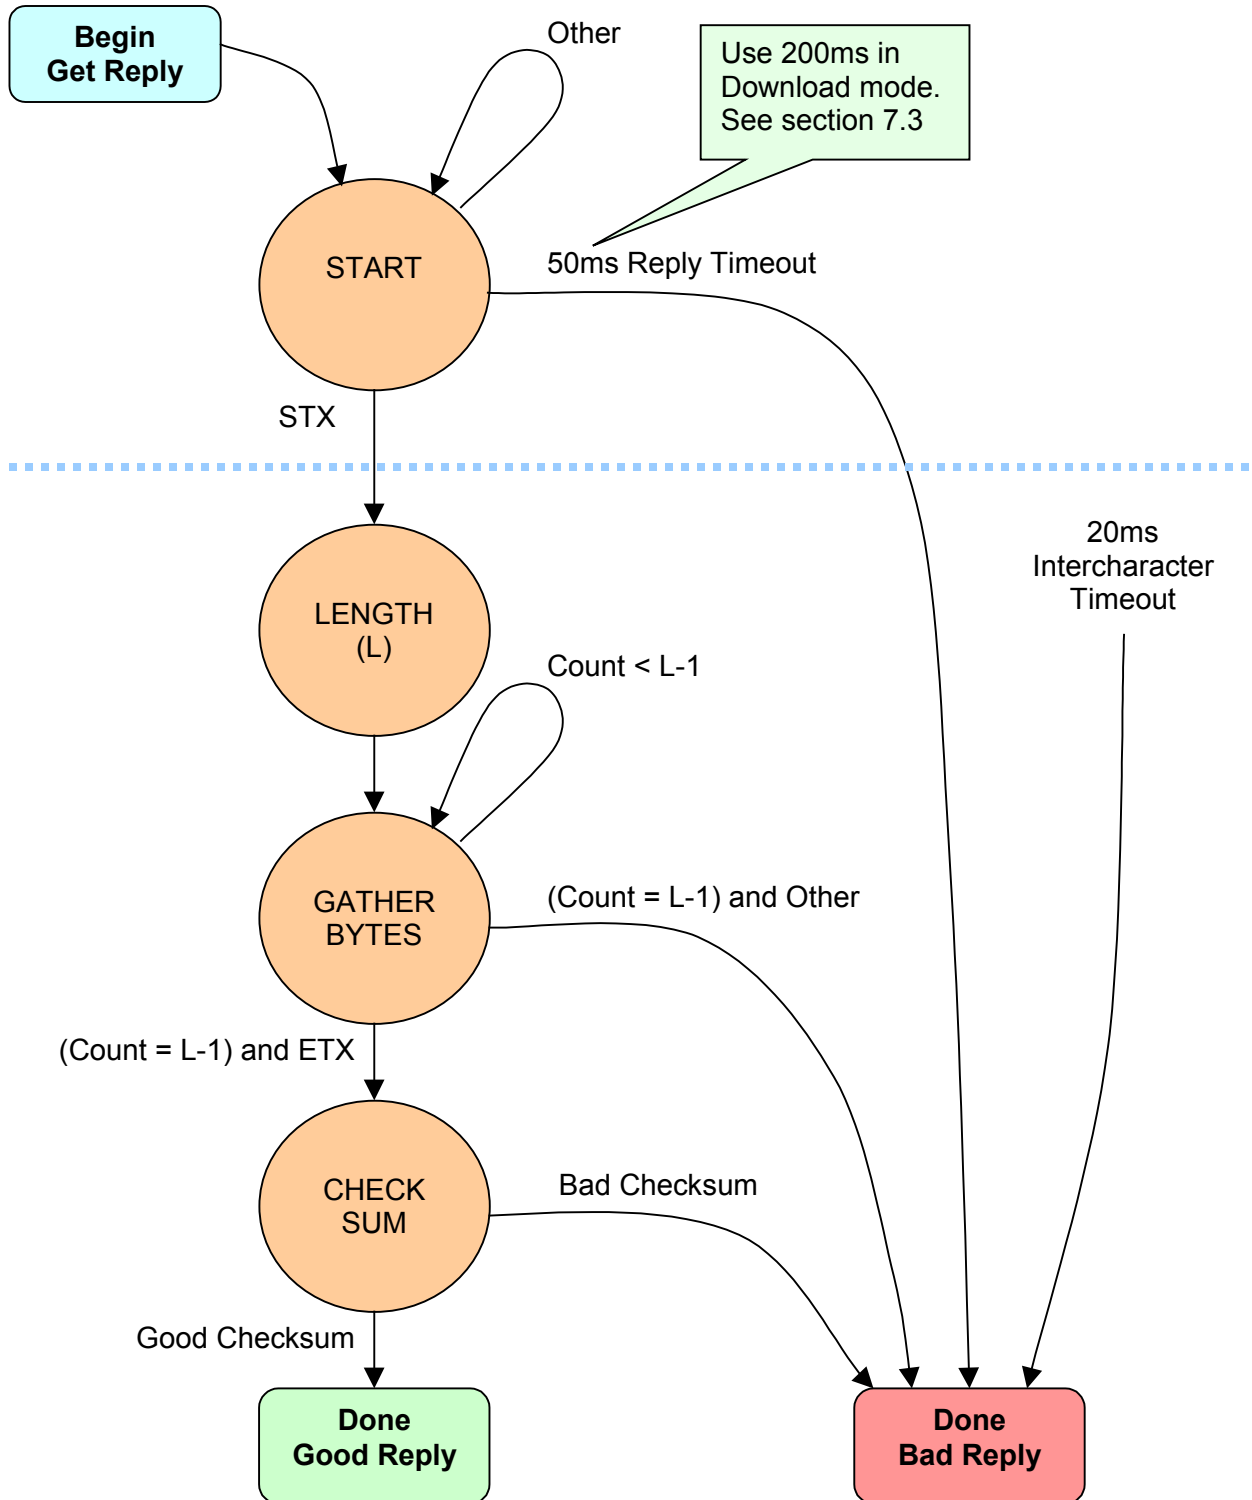 Begin
Get Reply
Other
Use 200ms in
Download mode.
See section 7.3
START
50ms Reply Timeout
STX
20ms
Intercharacter
Timeout
LENGTH
(L)
Count < L-1
GATHER
BYTES
(Count = L-1) and Other
(Count = L-1) and ETX
CHECK
SUM
Bad Checksum
Good Checksum
Done
Good Reply
Done
Bad Reply